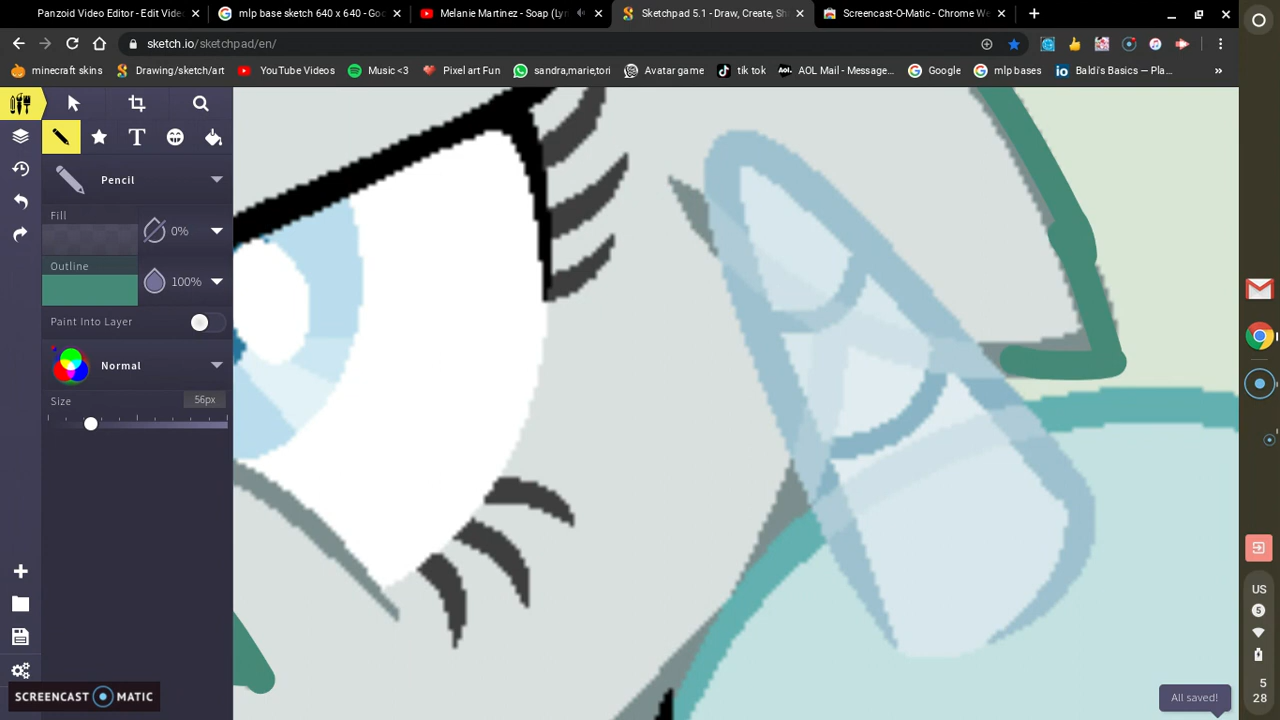 Panzoid Video Editor - Edit Vide
mlp base sketch 640 x 640 - Goo
Melanie Martinez - Soap (Lyr
Sketchpad 5.1 - Draw, Create, Sh
Screencast-O-Matic - Chrome We
sketch.io/sketchpad/en/
minecraft skins
Drawing/sketch/art
YouTube Videos
Music <3
Pixel art Fun
sandra,marie,tori
Avatar game
tik tok
AOL Mail - Message...
Google
mlp bases
Baldi's Basics — Pla...
»
Pencil
Fill
0%
Outline
100%
Paint Into Layer
Normal
Size
56px
SCREENCAST O MATIC
All saved!
US
5
5
28